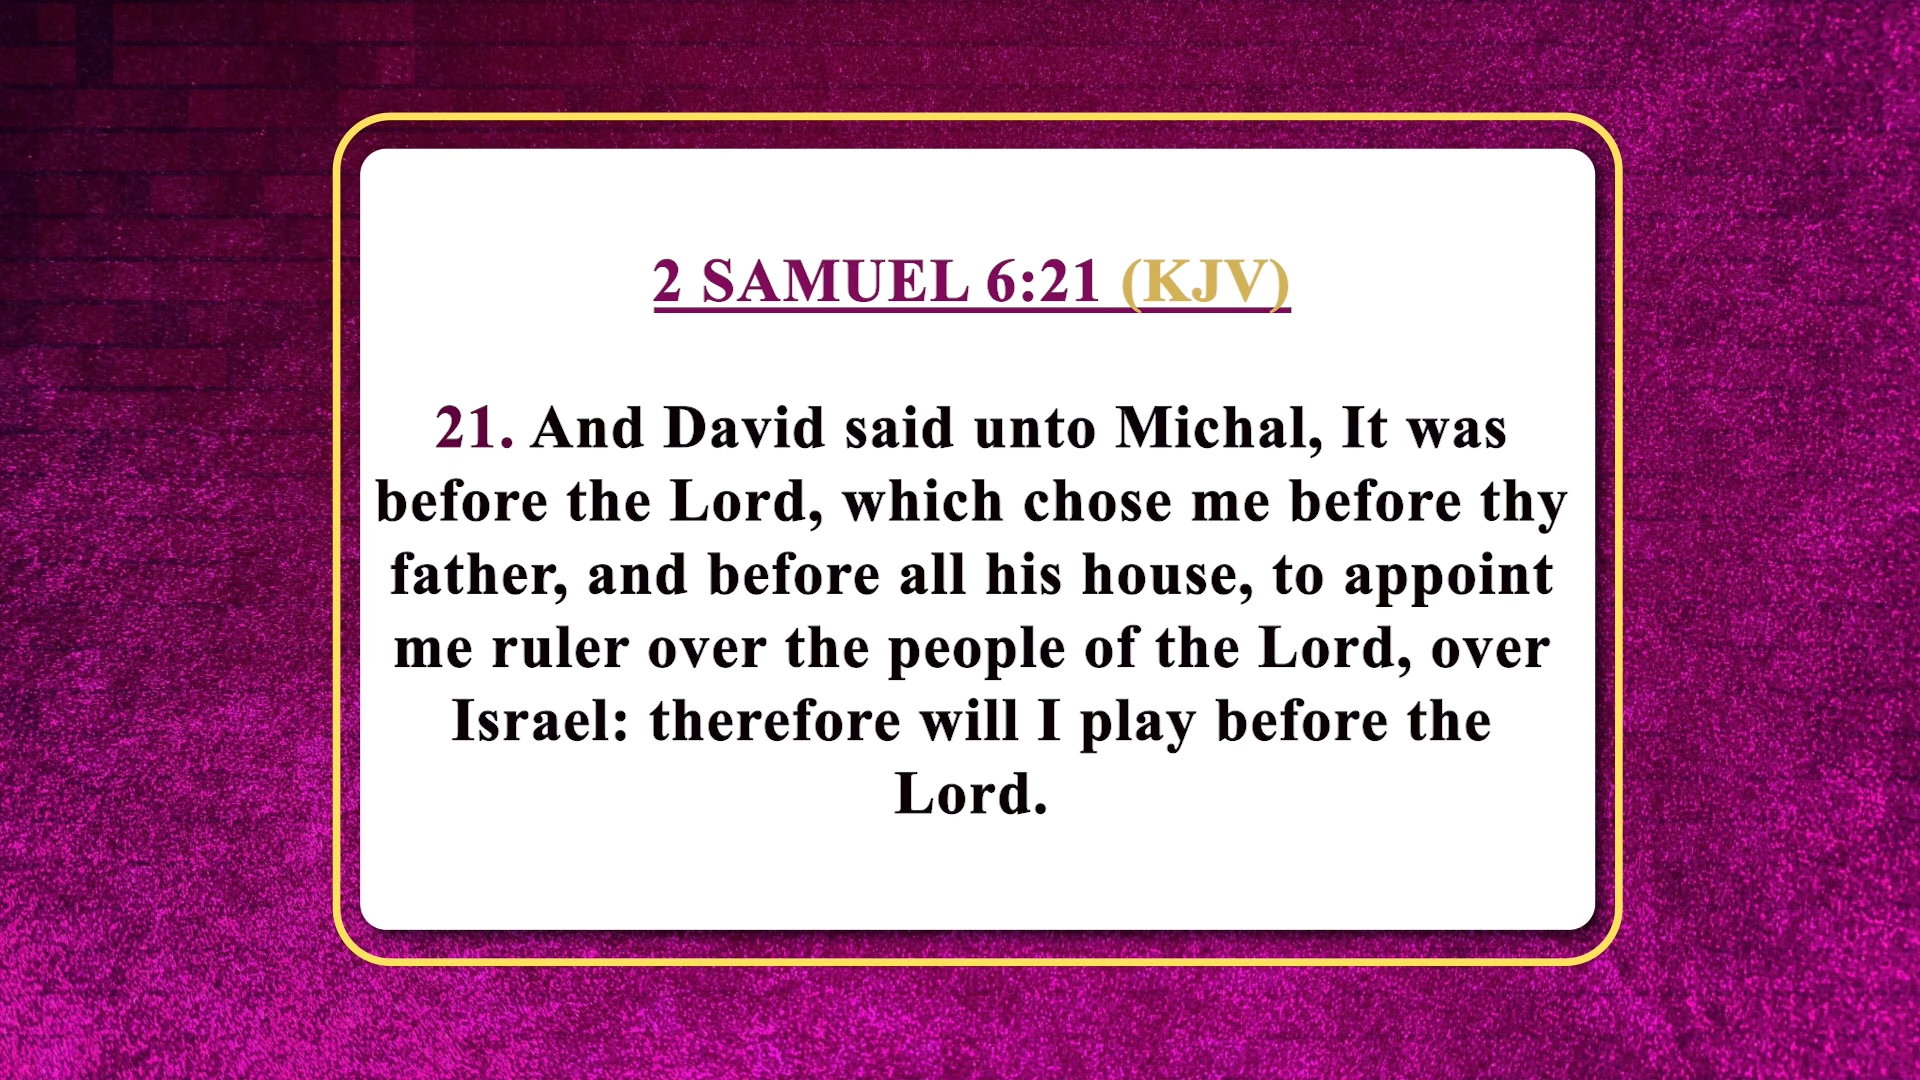 2 SAMUEL 6:21 (KJV)
21. And David said unto Michal, It was
before the Lord, which chose me before thy
father, and before all his house, to appoint
me ruler over the people of the Lord, over
Israel: therefore will I play before the
Lord.